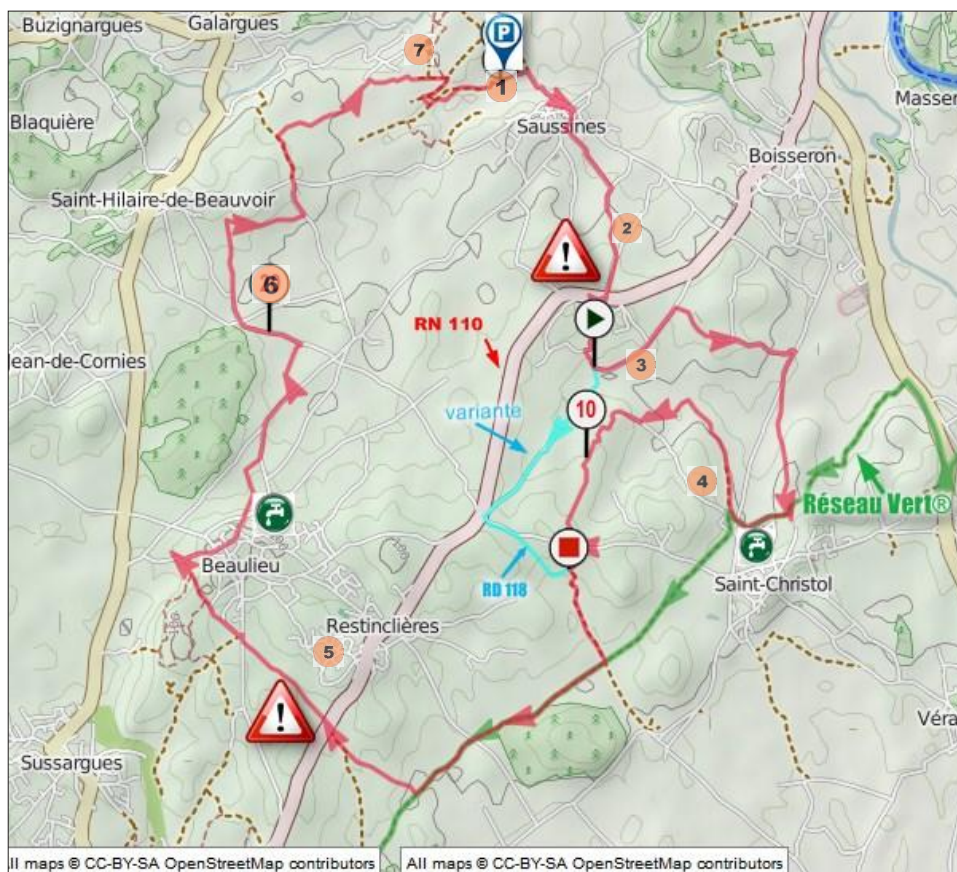 Buzignargues
Galargues
P
7
1
Masser
Blaquière
Saussines
Boisseron
Saint-Hilaire-de-Beauvoir
2
!
6
RN 110
Jean-de-Cornies
3
variante
10
4
Réseau Vert®
Beaulieu
RD 118
Saint-Christol
Restinclières
5
!
Véra
Sussargues
All maps © CC-BY-SA OpenStreetMap contributors
All maps © CC-BY-SA OpenStreetMap contributors